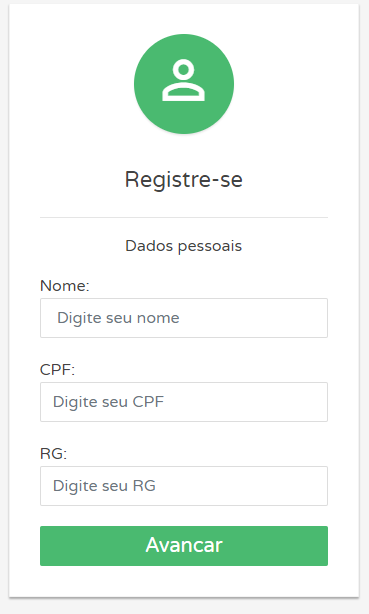 Registre-se
Dados pessoais
Nome:
Digite seu nome
CPF:
Digite seu CPF
RG:
Digite seu RG
Avancar